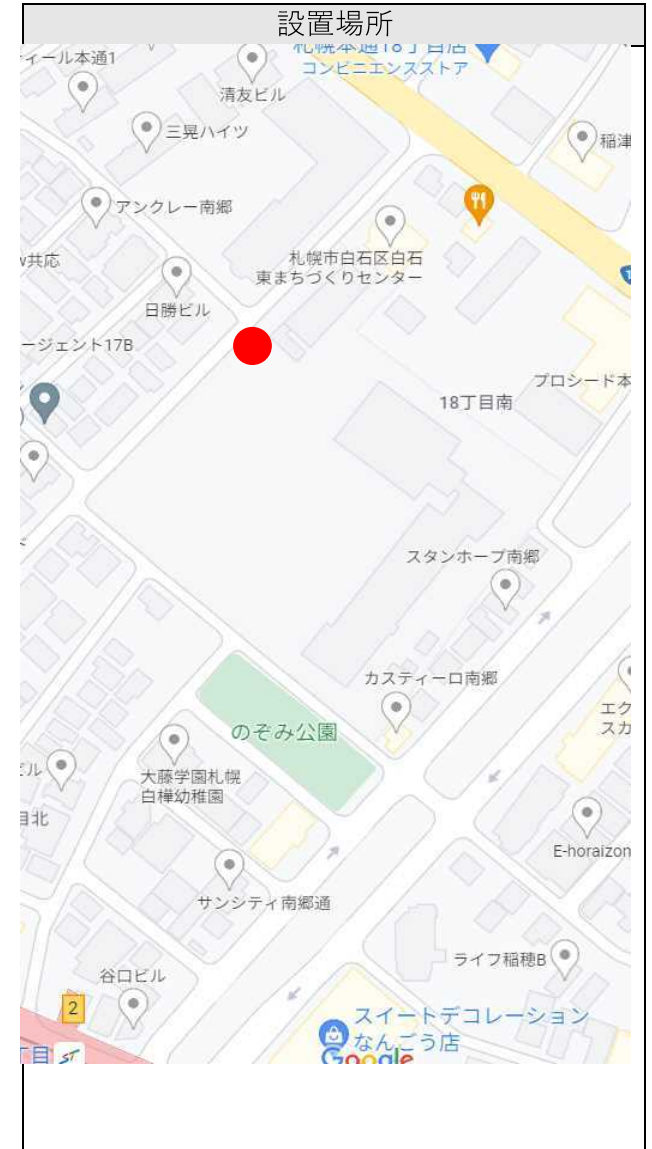 設置場所
札幌本通18丁目店
コンビニエンスストア
ィール本通1
清友ビル
三晃ハイツ
稲津
アンクレー南郷
札幌市白石区白石
東まちづくりセンター
共応
日勝ビル
ージェント17B
プロシード本
18丁目南
スタンホープ南郷
カスティーロ南郷
のぞみ公園
エク
スカ
大藤学園札幌
白樺幼稚園
ビル
目北
E-horaizon
サンシティ南郷通
ライフ稲穂B
谷口ビル
2
スイートデコレーション
なんごう店
丁目
ST
Google